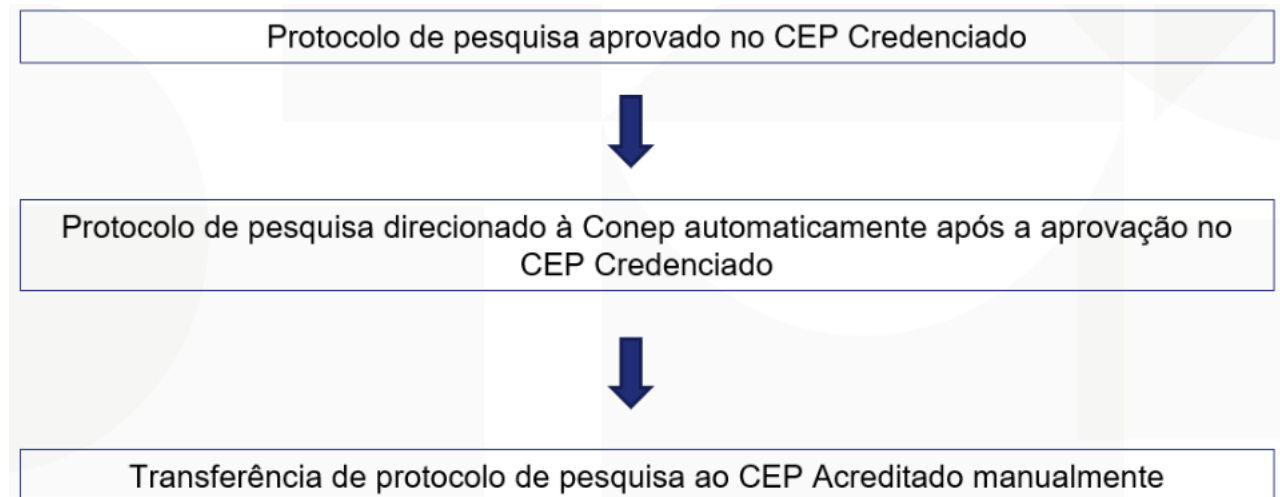 Protocolo de pesquisa aprovado no CEP Credenciado
Protocolo de pesquisa direcionado à Conep automaticamente após a aprovação no
CEP Credenciado
Transferência de protocolo de pesquisa ao CEP Acreditado manualmente